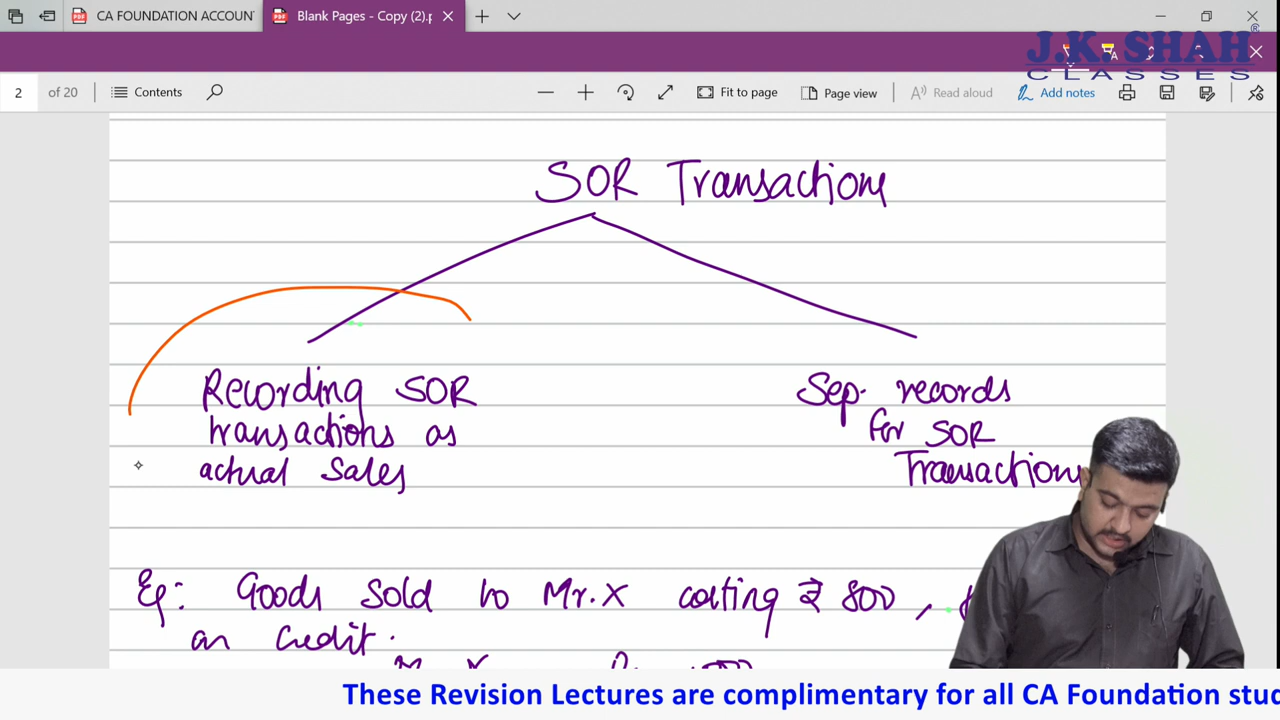 CA FOUNDATION ACCOUN
Blank Pages - Copy (2).p
J.K. SHAH ®
CLASSES
2 of 20 Contents Fit to page Page view Read aloud Add notes
SOR Transactions
Recording SOR
transactions as
actual Sales
Sep. records
for SOR
Transaction
Eg: Goods Sold to Mr. X costing ₹ 800,
on Credit.
These Revision Lectures are complimentary for all CA Foundation stud